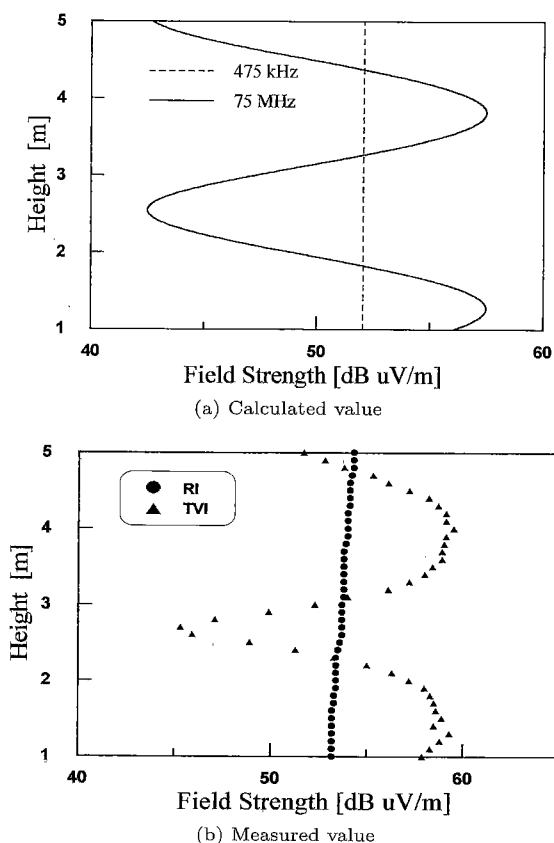 5
4
3
2
1
Height [m]
475 kHz
75 MHz
40
50
60
Field Strength [dB uV/m]
(a) Calculated value
5
4
3
2
1
Height [m]
RI
TVI
40
50
60
Field Strength [dB uV/m]
(b) Measured value